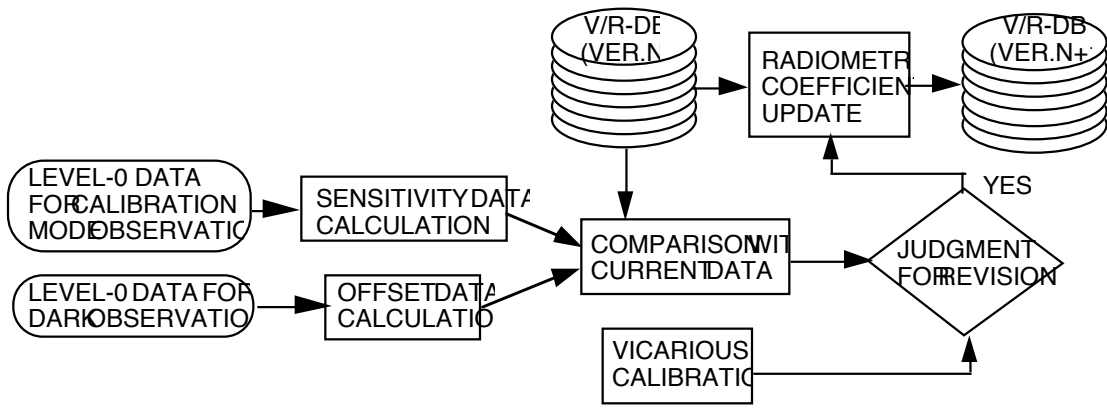 V/R-DB
(VER.N
RADIOMETR
COEFFICIEN
UPDATE
V/R-DB
(VER.N+
LEVEL-0 DATA
FOR CALIBRATION
MODE OBSERVATIO
SENSITIVITY DATA
CALCULATION
COMPARISON WIT
CURRENT DATA
YES
JUDGMENT
FOR REVISION
LEVEL-0 DATA FOR
DARK OBSERVATIO
OFFSET DATA
CALCULATIO
VICARIOUS
CALIBRATIO